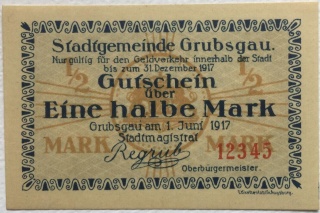 Stadtgemeinde Grubsgau.
Nur gültig für den Geldverkehr innerhalb der Stadt
bis zum 31. Dezember 1917
Gutschein
über
Eine halbe Mark
Grubsgau am 1. Juni 1917
Stadtmagistrat
½ MARK
½ MARK
12345
Oberbürgermeister.